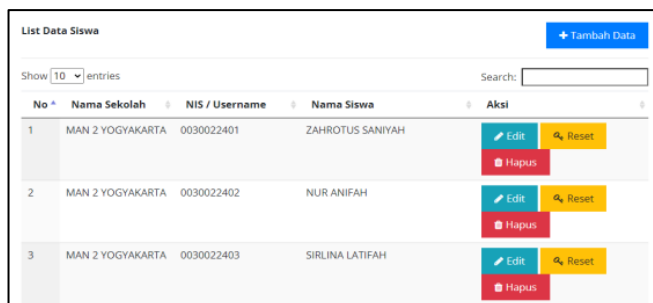 List Data Siswa
+ Tambah Data
Show 10 entries
Search:
No Nama Sekolah NIS / Username Nama Siswa Aksi
1 MAN 2 YOGYAKARTA 0030022401 ZAHROTUS SANIYAH Edit Reset
Hapus
2 MAN 2 YOGYAKARTA 0030022402 NUR ANIFAH Edit Reset
Hapus
3 MAN 2 YOGYAKARTA 0030022403 SIRLINA LATIFAH Edit Reset
Hapus